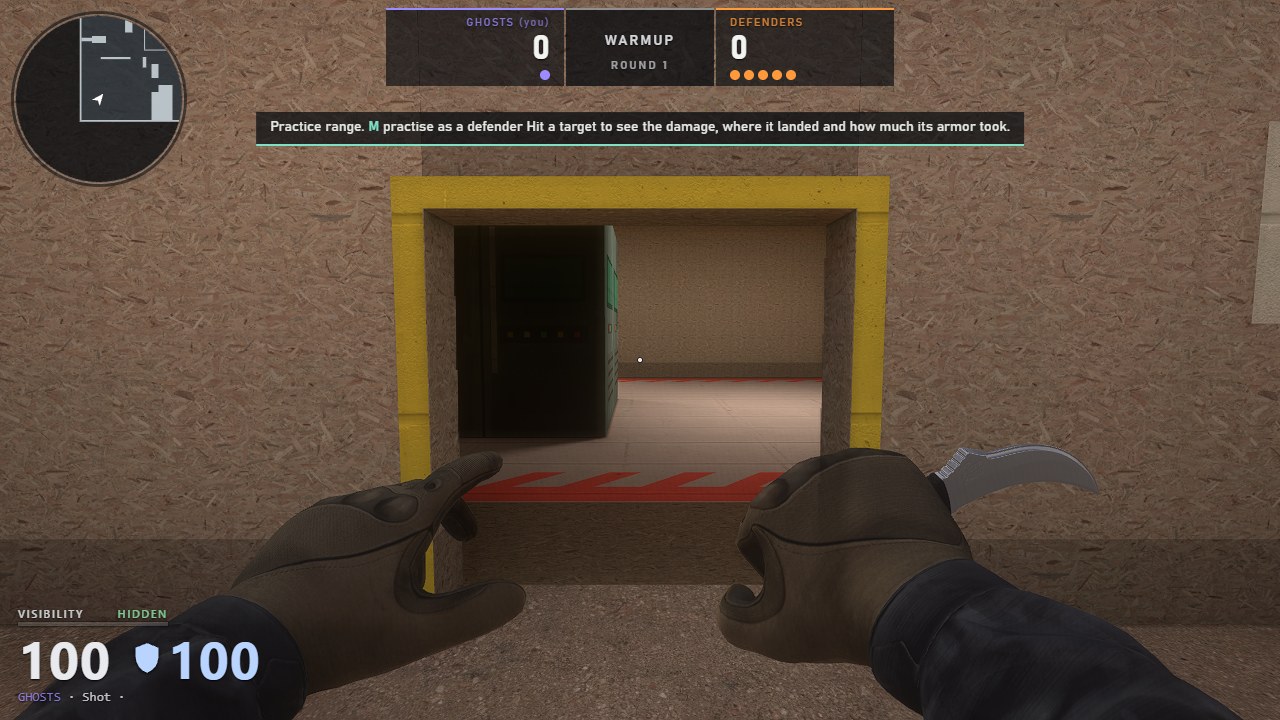 GHOSTS (you)
0
WARMUP
ROUND 1
DEFENDERS
0
Practice range. M practise as a defender Hit a target to see the damage, where it landed and how much its armor took.
VISIBILITY HIDDEN
100 100
GHOSTS · Shot ·